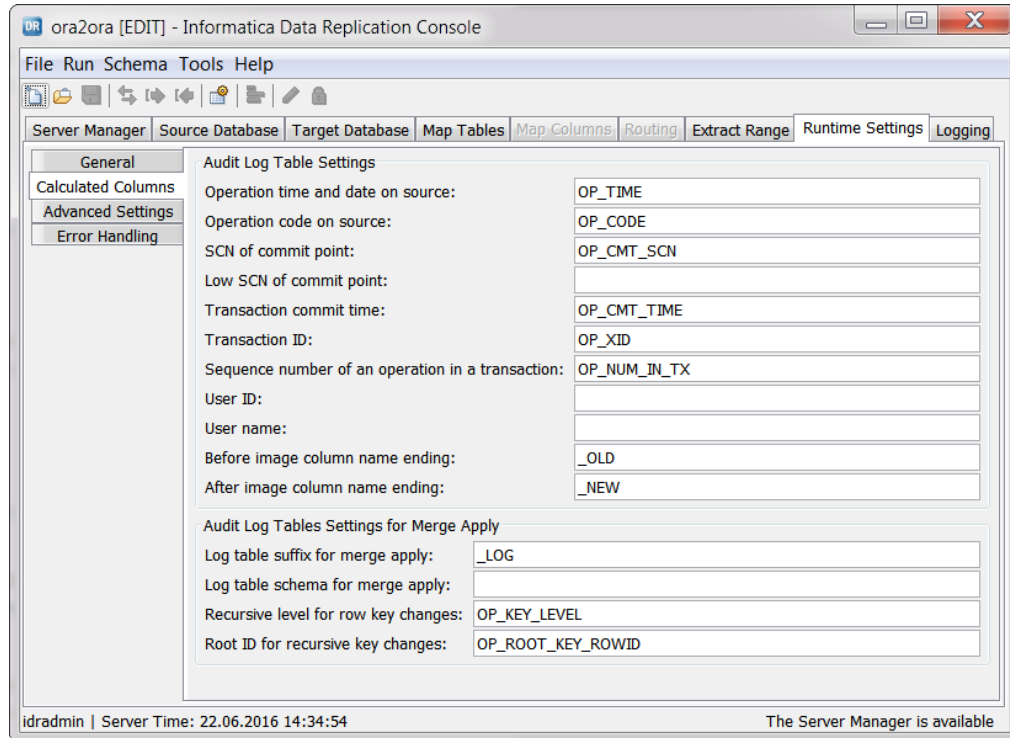 DR ora2ora [EDIT] - Informatica Data Replication Console
File Run Schema Tools Help
Server Manager Source Database Target Database Map Tables Map Columns Routing Extract Range Runtime Settings Logging
General
Calculated Columns
Advanced Settings
Error Handling
Audit Log Table Settings
Operation time and date on source: OP_TIME
Operation code on source: OP_CODE
SCN of commit point: OP_CMT_SCN
Low SCN of commit point:
Transaction commit time: OP_CMT_TIME
Transaction ID: OP_XID
Sequence number of an operation in a transaction: OP_NUM_IN_TX
User ID:
User name:
Before image column name ending: _OLD
After image column name ending: _NEW
Audit Log Tables Settings for Merge Apply
Log table suffix for merge apply: _LOG
Log table schema for merge apply:
Recursive level for row key changes: OP_KEY_LEVEL
Root ID for recursive key changes: OP_ROOT_KEY_ROWID
idradmin | Server Time: 22.06.2016 14:34:54 The Server Manager is available